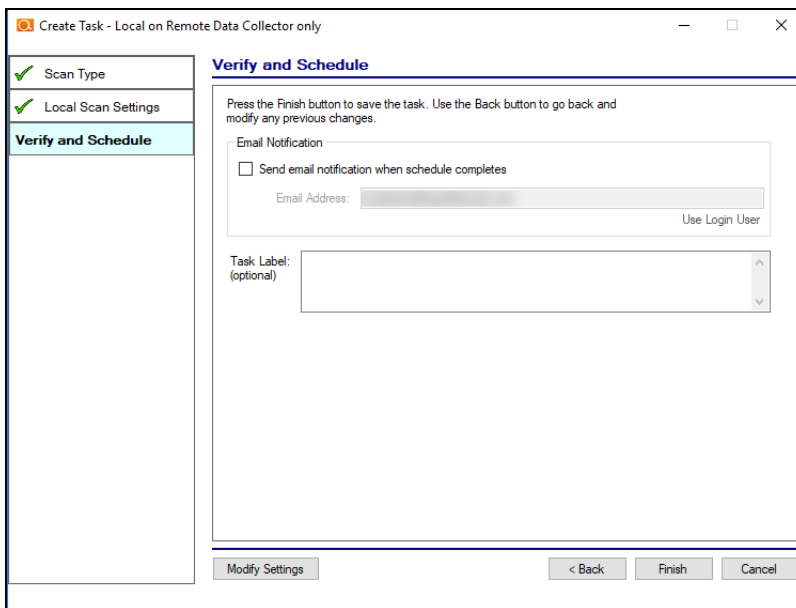 Create Task - Local on Remote Data Collector only
Scan Type
Local Scan Settings
Verify and Schedule
Verify and Schedule
Press the Finish button to save the task. Use the Back button to go back and
modify any previous changes.
Email Notification
Send email notification when schedule completes
Email Address:
Use Login User
Task Label:
(optional)
Modify Settings
< Back
Finish
Cancel